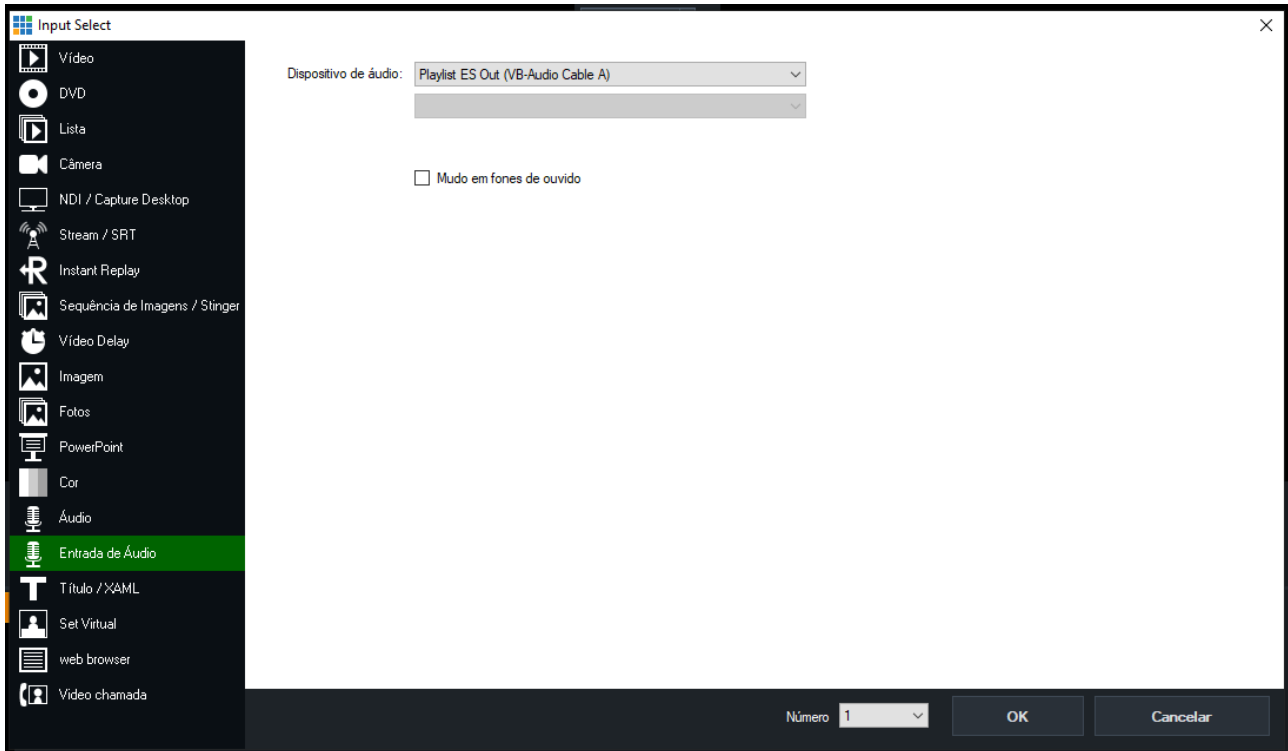 Input Select
Vídeo
DVD
Lista
Câmera
NDI / Capture Desktop
Stream / SRT
Instant Replay
Sequência de Imagens / Stinger
Vídeo Delay
Imagem
Fotos
PowerPoint
Cor
Áudio
Entrada de Áudio
Título / XAML
Set Virtual
web browser
Video chamada
Dispositivo de áudio: Playlist ES Out (VB-Audio Cable A)
Mudo em fones de ouvido
Número 1 OK Cancelar